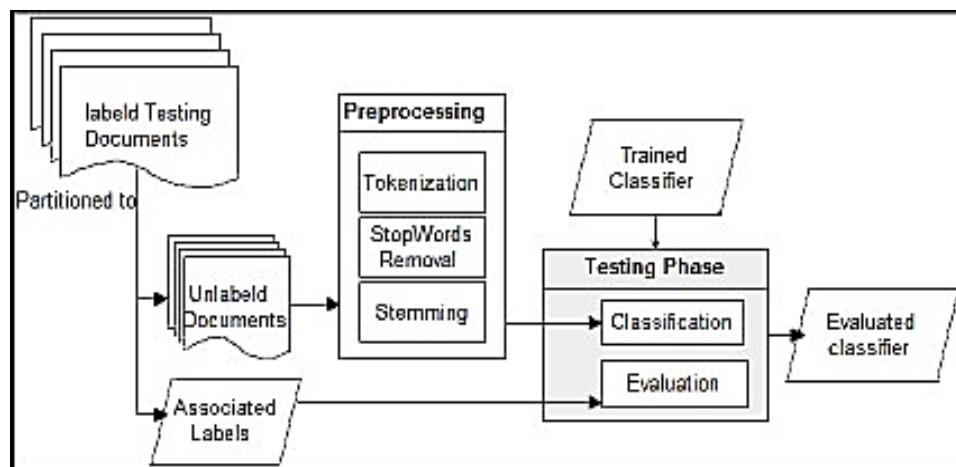 labeld Testing
Documents
Partitioned to
Unlabeld
Documents
Associated
Labels
Preprocessing
Tokenization
StopWords
Removal
Stemming
Trained
Classifier
Testing Phase
Classification
Evaluation
Evaluated
classifier